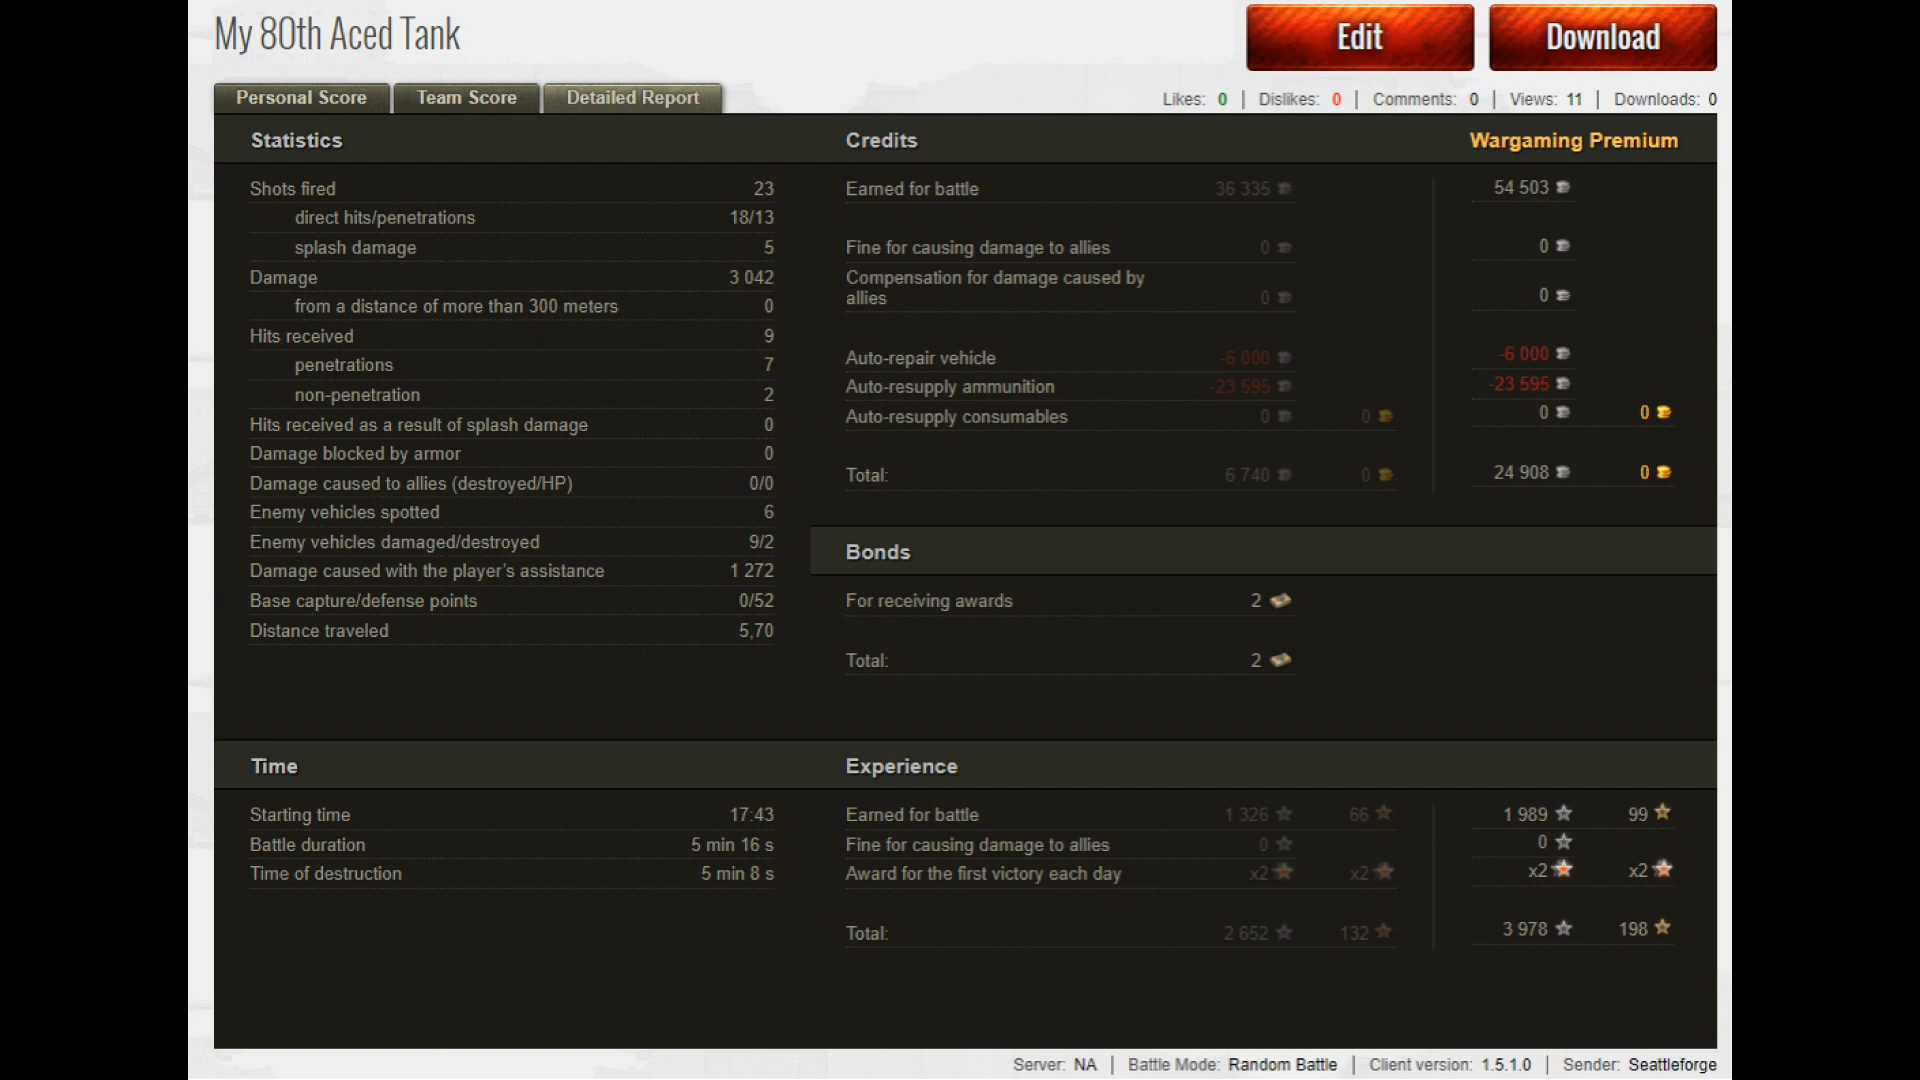 My 80th Aced Tank
Edit
Download
Personal Score
Team Score
Detailed Report
Likes: 0 | Dislikes: 0 | Comments: 0 | Views: 11 | Downloads: 0
Statistics
Shots fired 23
direct hits/penetrations 18/13
splash damage 5
Damage 3 042
from a distance of more than 300 meters 0
Hits received 9
penetrations 7
non-penetration 2
Hits received as a result of splash damage 0
Damage blocked by armor 0
Damage caused to allies (destroyed/HP) 0/0
Enemy vehicles spotted 6
Enemy vehicles damaged/destroyed 9/2
Damage caused with the player's assistance 1 272
Base capture/defense points 0/52
Distance traveled 5,70
Credits
Wargaming Premium
Earned for battle 36 335 54 503
Fine for causing damage to allies 0 0
Compensation for damage caused by
allies 0 0
Auto-repair vehicle -6 000 -6 000
Auto-resupply ammunition -23 595 -23 595
Auto-resupply consumables 0 0 0 0
Total: 6 740 0 24 908 0
Bonds
For receiving awards 2
Total: 2
Time
Starting time 17:43
Battle duration 5 min 16 s
Time of destruction 5 min 8 s
Experience
Earned for battle 1 326 66 1 989 99
Fine for causing damage to allies 0 0
Award for the first victory each day x2 x2 x2 x2
Total: 2 652 132 3 978 198
Server: NA | Battle Mode: Random Battle | Client version: 1.5.1.0 | Sender: Seattleforge